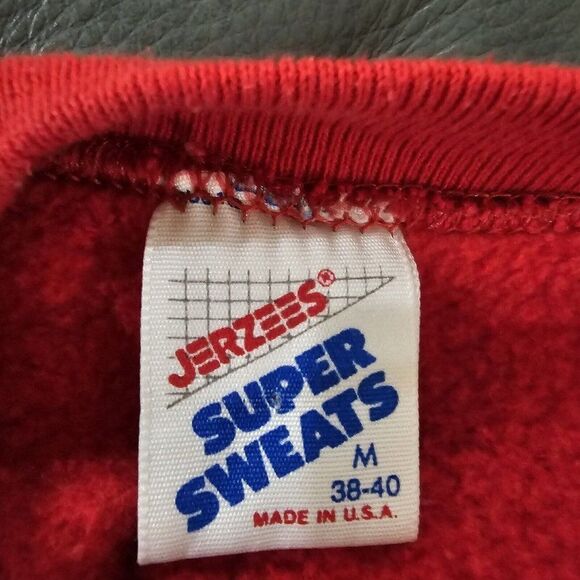 JERZEES®
SUPER
SWEATS
M
38-40
MADE IN U.S.A.